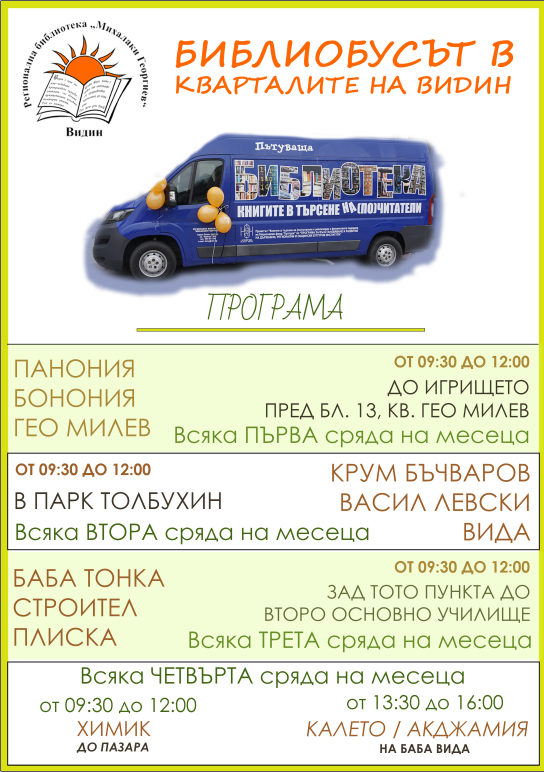 Регионална библиотека „Михалаки Георгиев“
Видин
БИБЛИОБУСЪТ В
КВАРТАЛИТЕ НА ВИДИН
Пътуваща
БИБЛИОТЕКА
КНИГИТЕ В ТЪРСЕНЕ НА (ПО)ЧИТАТЕЛИ
ПРОГРАМА
ПАНОНИЯ
БОНОНИЯ
ГЕО МИЛЕВ
ОТ 09:30 ДО 12:00
ДО ИГРИЩЕТО
ПРЕД БЛ. 13, КВ. ГЕО МИЛЕВ
Всяка ПЪРВА сряда на месеца
ОТ 09:30 ДО 12:00
В ПАРК ТОЛБУХИН
Всяка ВТОРА сряда на месеца
КРУМ БЪЧВАРОВ
ВАСИЛ ЛЕВСКИ
ВИДА
БАБА ТОНКА
СТРОИТЕЛ
ПЛИСКА
ОТ 09:30 ДО 12:00
ЗАД ТОТО ПУНКТА ДО
ВТОРО ОСНОВНО УЧИЛИЩЕ
Всяка ТРЕТА сряда на месеца
Всяка ЧЕТВЪРТА сряда на месеца
от 09:30 до 12:00
ХИМИК
ДО ПАЗАРА
от 13:30 до 16:00
КАЛЕТО / АКДЖАМИЯ
НА БАБА ВИДА